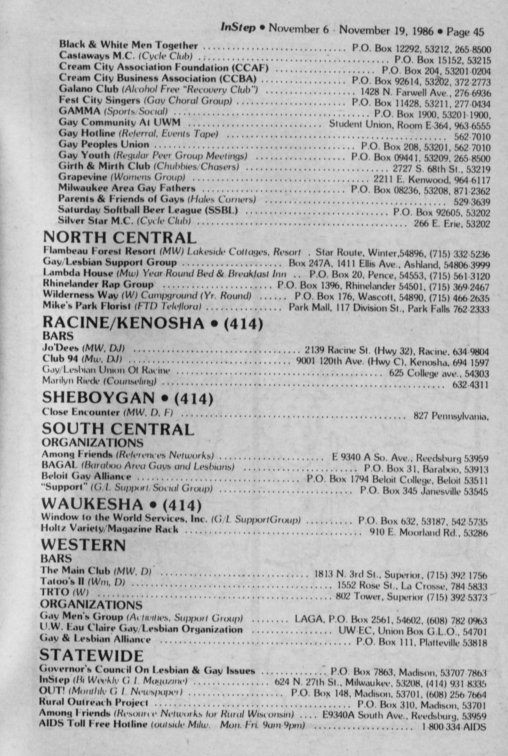 InStep • November 6 - November 19, 1986 • Page 45
Black & White Men Together ........ P.O. Box 12292, 53212, 265-8500
Castaways M.C. (Cycle Club) ........ P.O. Box 15152, 53215
Cream City Association Foundation (CCAF) ........ P.O. Box 204, 53201-0204
Cream City Business Association (CCBA) ........ P.O. Box 92614, 53202, 372-2773
Galano Club (Alcohol Free "Recovery Club") ........ 1428 N. Farwell Ave., 276-6936
Fest City Singers (Gay Choral Group) ........ P.O. Box 11428, 53211, 277-0434
GAMMA (Sports/Social) ........ P.O. Box 1900, 53201-1900,
Gay Community At UWM ........ Student Union, Room E-364, 963-6555
Gay Hotline (Referral, Events Tape) ........ 562-7010
Gay Peoples Union ........ P.O. Box 208, 53201, 562-7010
Gay Youth (Regular Peer Group Meetings) ........ P.O. Box 09441, 53209, 265-8500
Girth & Mirth Club (Chubbies/Chasers) ........ 2727 S. 68th St., 53219
Grapevine (Womens Group) ........ 2211 E. Kenwood, 964-6117
Milwaukee Area Gay Fathers ........ P.O. Box 08236, 53208, 871-2362
Parents & Friends of Gays (Hales Corners) ........ 529-3639
Saturday Softball Beer League (SSBL) ........ P.O. Box 92605, 53202
Silver Star M.C. (Cycle Club) ........ 266 E. Erie, 53202
NORTH CENTRAL
Flambeau Forest Resort (MW) Lakeside Cottages, Resort . Star Route, Winter,54896, (715) 332-5236
Gay/Lesbian Support Group ........ Box 247A, 1411 Ellis Ave., Ashland, 54806-3999
Lambda House (Mw) Year Round Bed & Breakfast Inn .. P.O. Box 20, Pence, 54553, (715) 561-3120
Rhinelander Rap Group ........ P.O. Box 1396, Rhinelander 54501, (715) 369-2467
Wilderness Way (W) Campground (Yr. Round) ...... P.O. Box 176, Wascott, 54890, (715) 466-2635
Mike's Park Florist (FTD Teleflora) ........ Park Mall, 117 Division St., Park Falls 762-2333
RACINE/KENOSHA • (414)
BARS
Jo'Dees (MW, DJ) ........ 2139 Racine St. (Hwy 32), Racine, 634-9804
Club 94 (Mw, DJ) ........ 9001 120th Ave. (Hwy C), Kenosha, 694-1597
Gay/Lesbian Union Of Racine ........ 625 College ave., 54303
Marilyn Riede (Counseling) ........ 632-4311
SHEBOYGAN • (414)
Close Encounter (MW, D, F) ........ 827 Pennsylvania,
SOUTH CENTRAL
ORGANIZATIONS
Among Friends (References Networks) ........ E 9340 A So. Ave., Reedsburg 53959
BAGAL (Baraboo Area Gays and Lesbians) ........ P.O. Box 31, Baraboo, 53913
Beloit Gay Alliance ........ P.O. Box 1794 Beloit College, Beloit 53511
"Support" (G/L Support/Social Group) ........ P.O. Box 345 Janesville 53545
WAUKESHA • (414)
Window to the World Services, Inc. (G/L SupportGroup) ........ P.O. Box 632, 53187, 542-5735
Holtz Variety/Magazine Rack ........ 910 E. Moorland Rd., 53286
WESTERN
BARS
The Main Club (MW, D) ........ 1813 N. 3rd St., Superior, (715) 392-1756
Tatoo's II (Wm, D) ........ 1552 Rose St., La Crosse, 784-5833
TRTO (W) ........ 802 Tower, Superior (715) 392-5373
ORGANIZATIONS
Gay Men's Group (Activities, Support Group) ........ LAGA, P.O. Box 2561, 54602, (608) 782-0963
U.W. Eau Claire Gay/Lesbian Organization ........ UW EC, Union Box G.L.O., 54701
Gay & Lesbian Alliance ........ P.O. Box 111, Platteville 53818
STATEWIDE
Governor's Council On Lesbian & Gay Issues ........ P.O. Box 7863, Madison, 53707-7863
InStep (Bi Weekly G/L Magazine) ........ 624 N. 27th St., Milwaukee, 53208, (414) 931-8335
OUT! (Monthly G/L Newspaper) ........ P.O. Box 148, Madison, 53701, (608) 256-7664
Rural Outreach Project ........ P.O. Box 310, Madison, 53701
Among Friends (Resource Networks for Rural Wisconsin) .... E9340A South Ave., Reedsburg, 53959
AIDS Toll Free Hotline (outside Milw. Mon.-Fri. 9am-9pm) ........ 1-800-334-AIDS